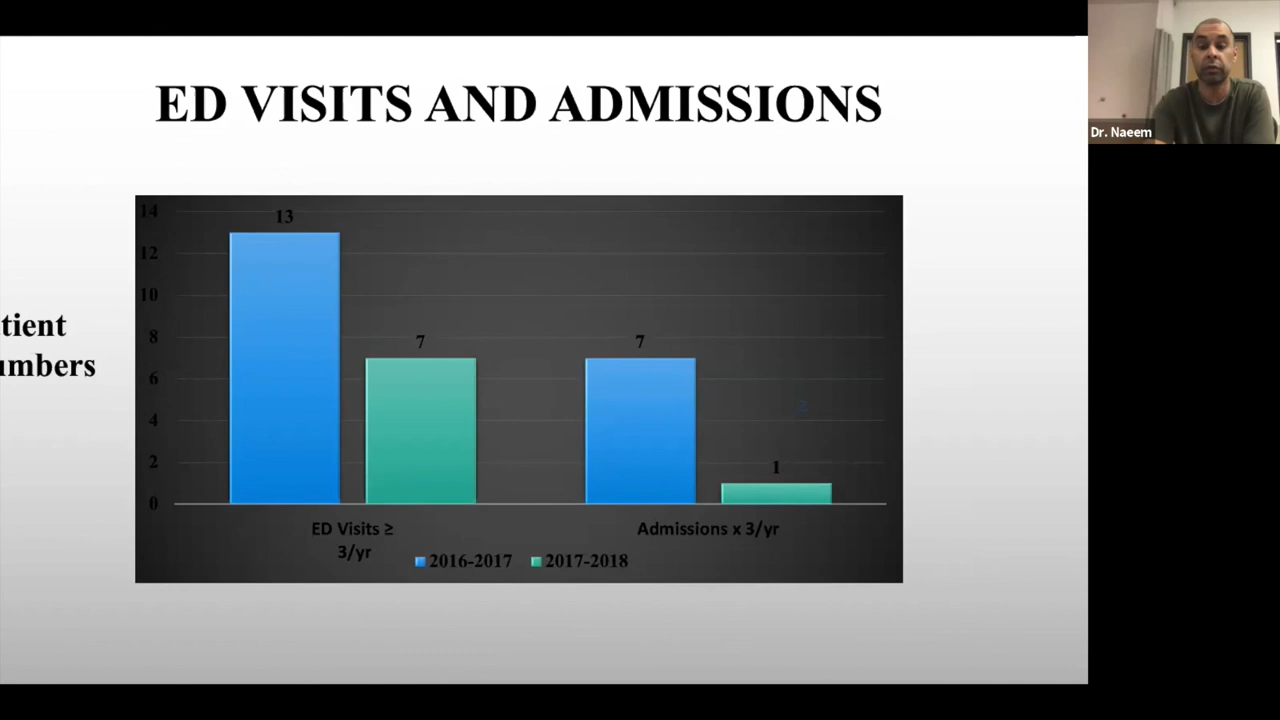 ED VISITS AND ADMISSIONS
Dr. Naeem
tient
umbers
14
12
10
8
6
4
2
0
13
7
7
1
ED Visits ≥
3/yr
Admissions x 3/yr
2016-2017
2017-2018